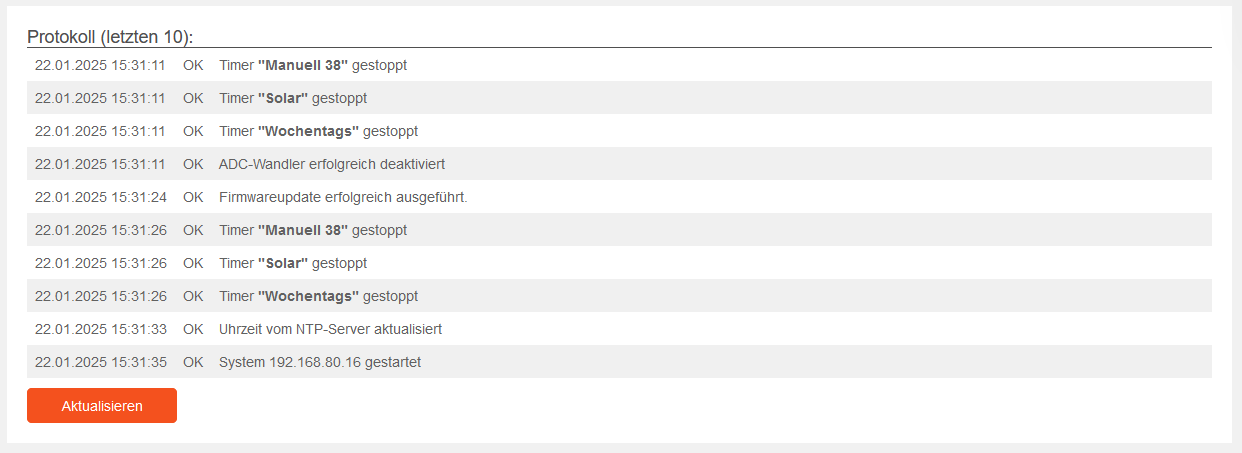 Protokoll (letzten 10):
22.01.2025 15:31:11 OK Timer "Manuell 38" gestoppt
22.01.2025 15:31:11 OK Timer "Solar" gestoppt
22.01.2025 15:31:11 OK Timer "Wochentags" gestoppt
22.01.2025 15:31:11 OK ADC-Wandler erfolgreich deaktiviert
22.01.2025 15:31:24 OK Firmwareupdate erfolgreich ausgeführt.
22.01.2025 15:31:26 OK Timer "Manuell 38" gestoppt
22.01.2025 15:31:26 OK Timer "Solar" gestoppt
22.01.2025 15:31:26 OK Timer "Wochentags" gestoppt
22.01.2025 15:31:33 OK Uhrzeit vom NTP-Server aktualisiert
22.01.2025 15:31:35 OK System 192.168.80.16 gestartet
Aktualisieren